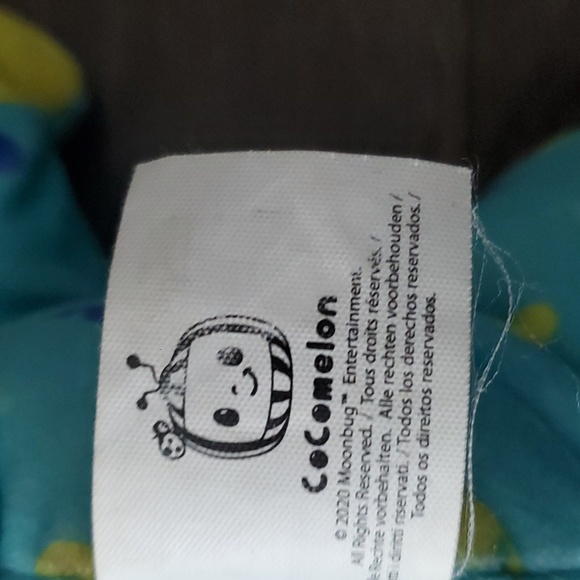 CoComelon
© 2020 Moonbug™ Entertainment.
All Rights Reserved. / Tous droits réservés. /
Rechte vorbehalten. Alle rechten voorbehouden /
diritti riservati. / Todos los derechos reservados. /
Todos os direitos reservados.